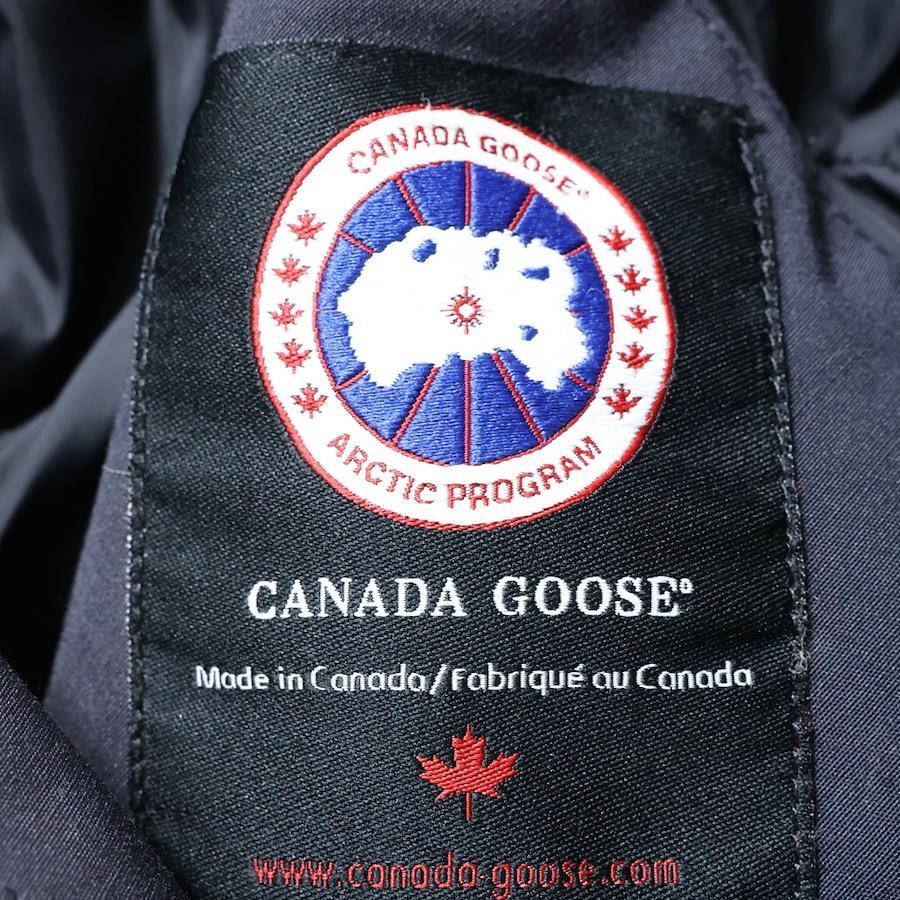 CANADA GOOSE®
ARCTIC PROGRAM
CANADA GOOSE®
Made in Canada/Fabriqué au Canada
www.canada-goose.com